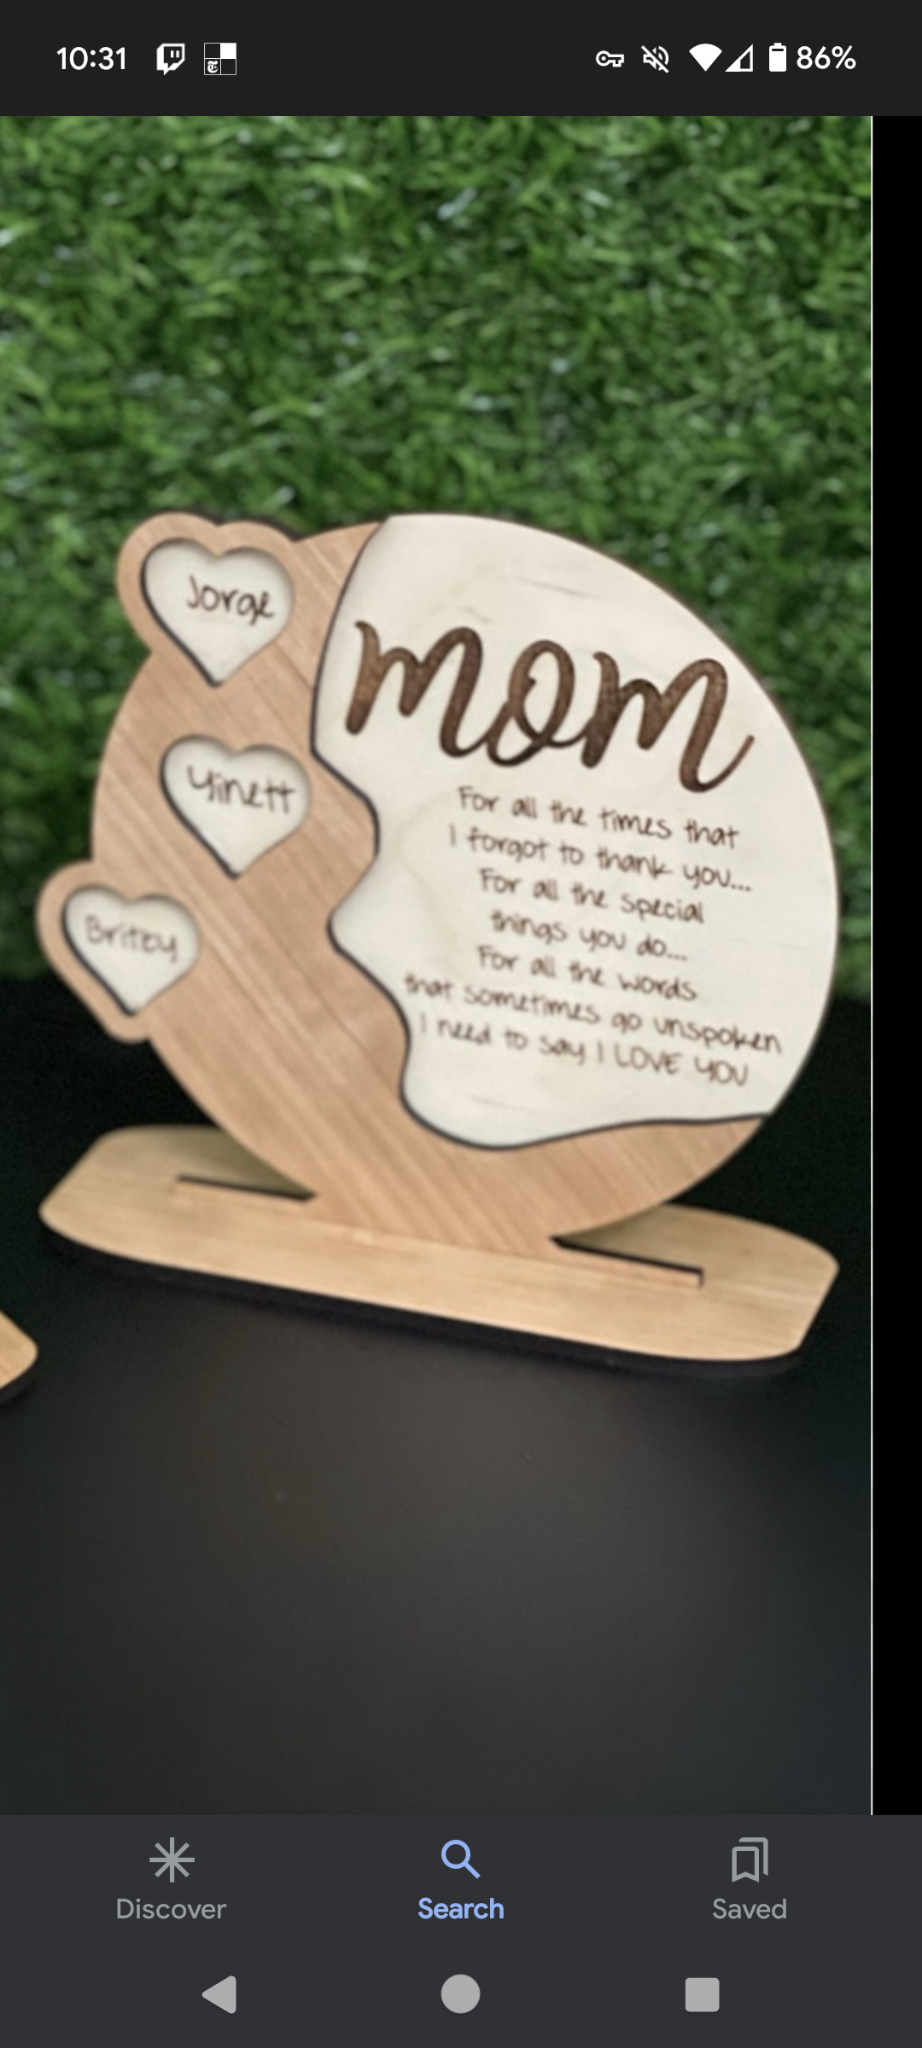 10:31
86%
Jorge
Yinett
Britey
mom
For all the times that
I forgot to thank you...
For all the special
things you do...
For all the words
that sometimes go unspoken
I need to say I LOVE YOU
Discover
Search
Saved